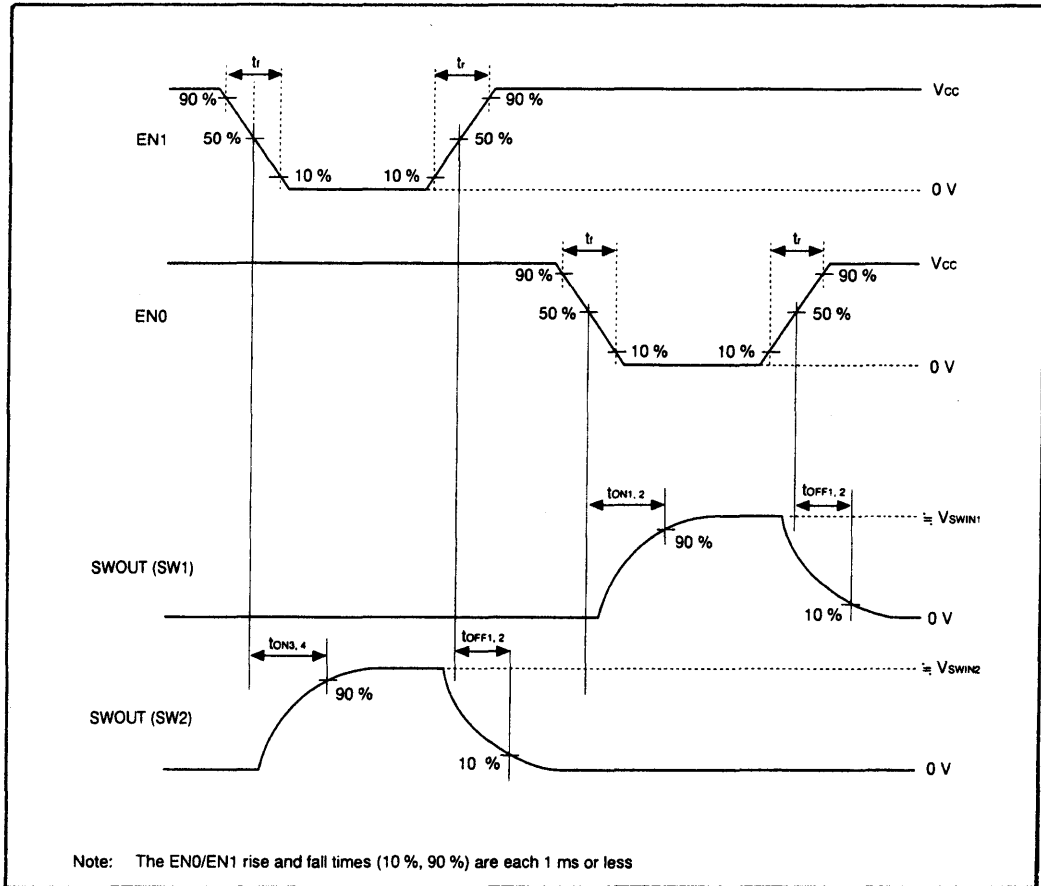 tr tr
90 % 90 % Vcc
EN1 50 % 50 %
10 % 10 % 0 V
tr tr
90 % 90 % Vcc
EN0 50 % 50 %
10 % 10 % 0 V
tON1, 2 tOFF1, 2
≒ VSWIN1
90 %
SWOUT (SW1)
10 % 0 V
tON3, 4 tOFF1, 2
≒ VSWIN2
90 %
SWOUT (SW2)
10 %
0 V
Note: The EN0/EN1 rise and fall times (10 %, 90 %) are each 1 ms or less